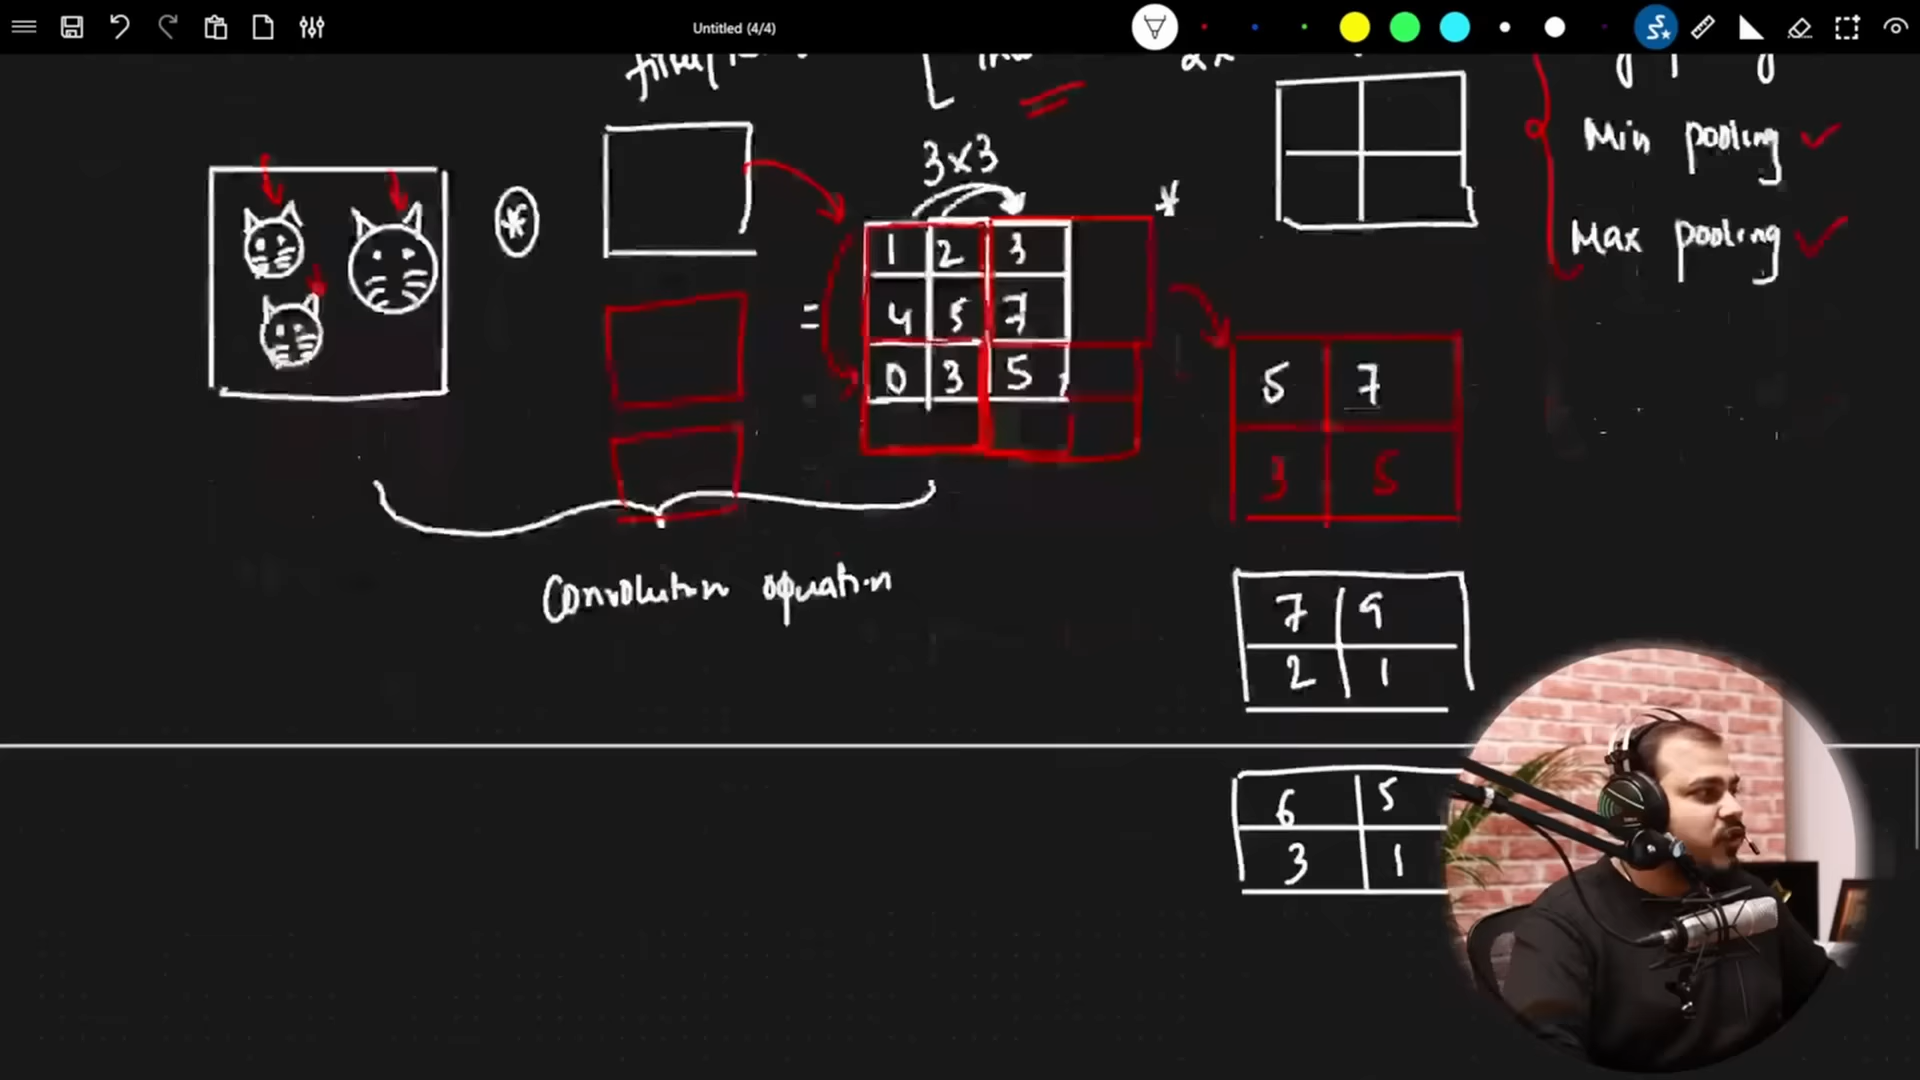 Untitled (4/4)
Min pooling
3x3
*
Max pooling
*
1 2 3
4 5 7
=
0 3 5
5 7
3 5
Convolution equation
7 9
2 1
6 5
3 1